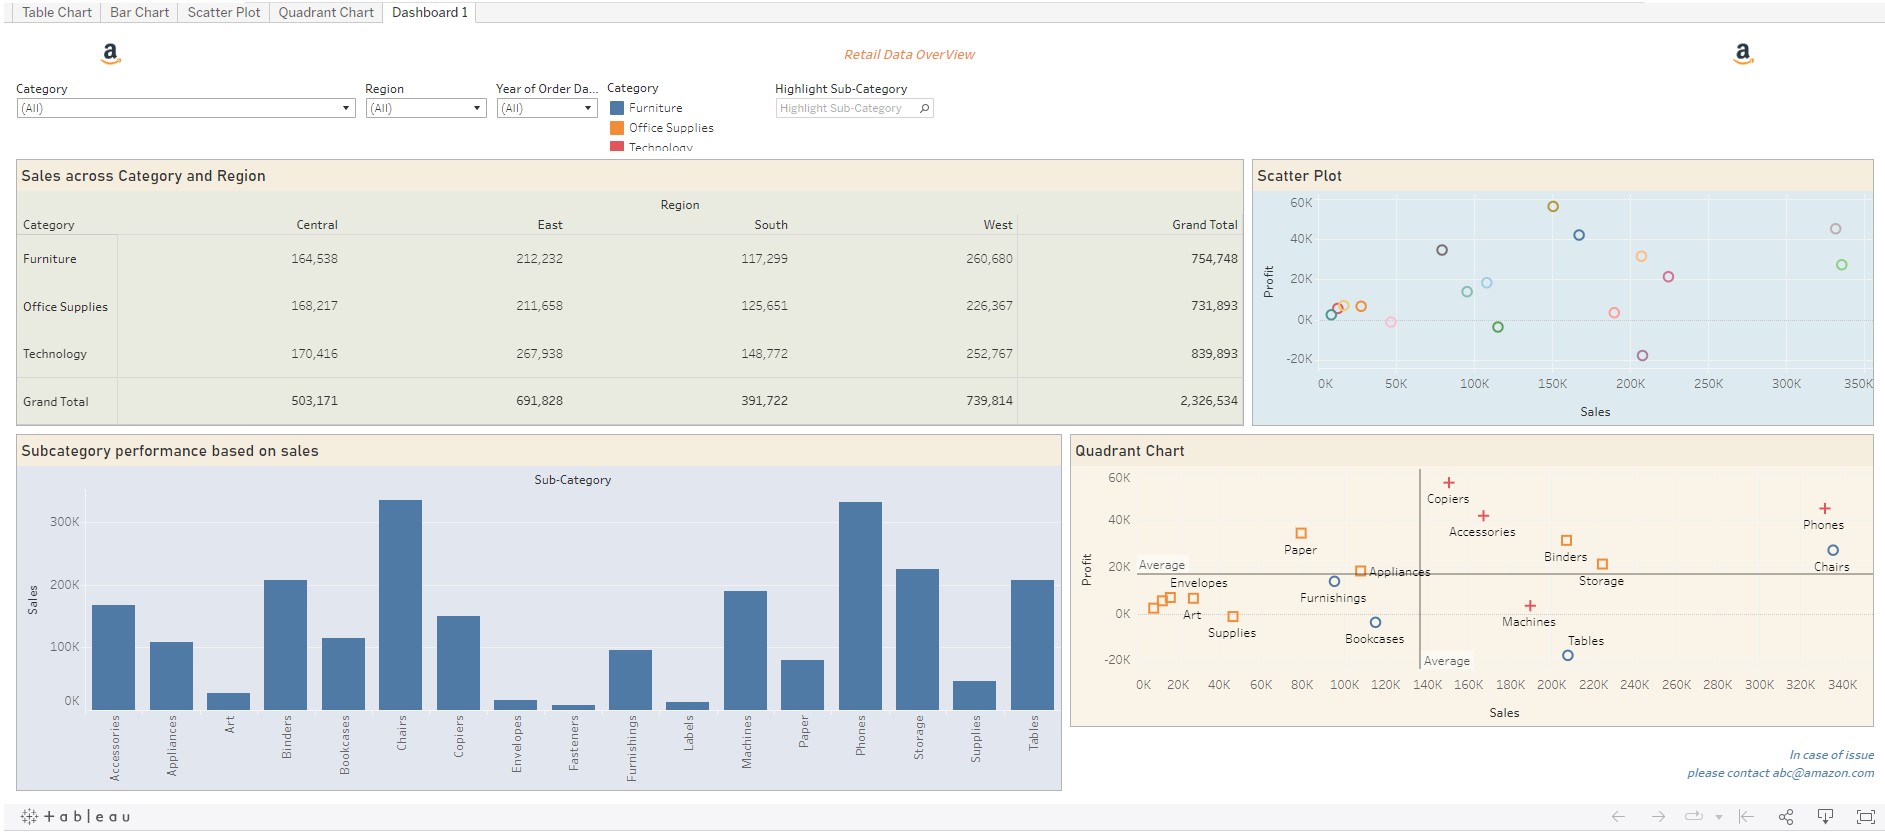 Table Chart Bar Chart Scatter Plot Quadrant Chart Dashboard 1
a
Retail Data OverView
a
Category Region Year of Order Da... Category Highlight Sub-Category
(All) (All) (All) Furniture Highlight Sub-Category
Office Supplies
Technology
Sales across Category and Region
Region
Category Central East South West Grand Total
Furniture 164,538 212,232 117,299 260,680 754,748
Office Supplies 168,217 211,658 125,651 226,367 731,893
Technology 170,416 267,938 148,772 252,767 839,893
Grand Total 503,171 691,828 391,722 739,814 2,326,534
Scatter Plot
60K
40K
20K
0K
-20K
Profit
0K 50K 100K 150K 200K 250K 300K 350K
Sales
Subcategory performance based on sales
Sub-Category
300K
200K
100K
0K
Sales
Accessories
Appliances
Art
Binders
Bookcases
Chairs
Copiers
Envelopes
Fasteners
Furnishings
Labels
Machines
Paper
Phones
Storage
Supplies
Tables
Quadrant Chart
60K
40K
20K
0K
-20K
Profit
Copiers
Accessories
Phones
Paper
Binders
Chairs
Average
Appliances
Storage
Envelopes
Furnishings
Art
Machines
Supplies
Bookcases
Tables
Average
0K 20K 40K 60K 80K 100K 120K 140K 160K 180K 200K 220K 240K 260K 280K 300K 320K 340K
Sales
In case of issue
please contact abc@amazon.com
+ableau